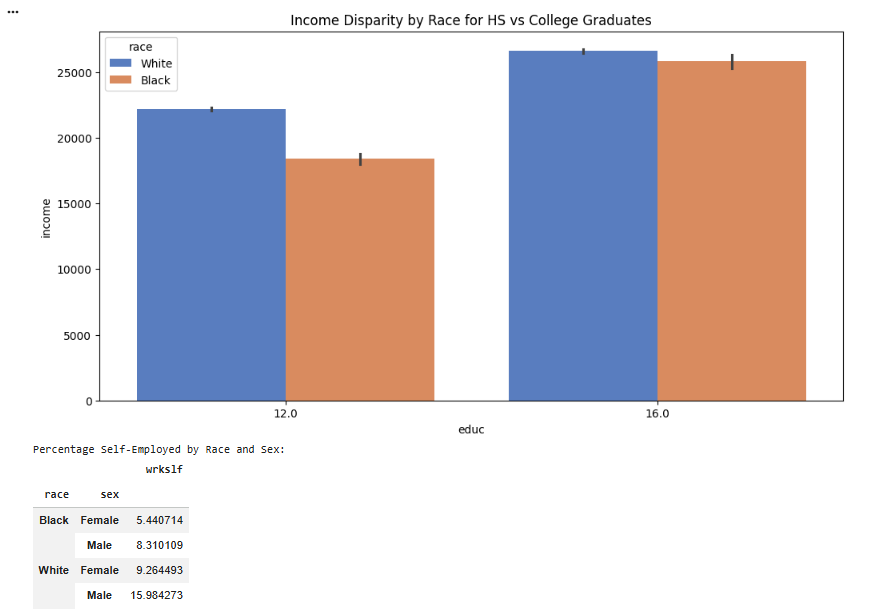 ...
Income Disparity by Race for HS vs College Graduates
race
White
Black
25000
20000
15000
10000
5000
0
income
12.0 16.0
educ
Percentage Self-Employed by Race and Sex:
wrkslf
race sex
Black Female 5.440714
Male 8.310109
White Female 9.264493
Male 15.984273